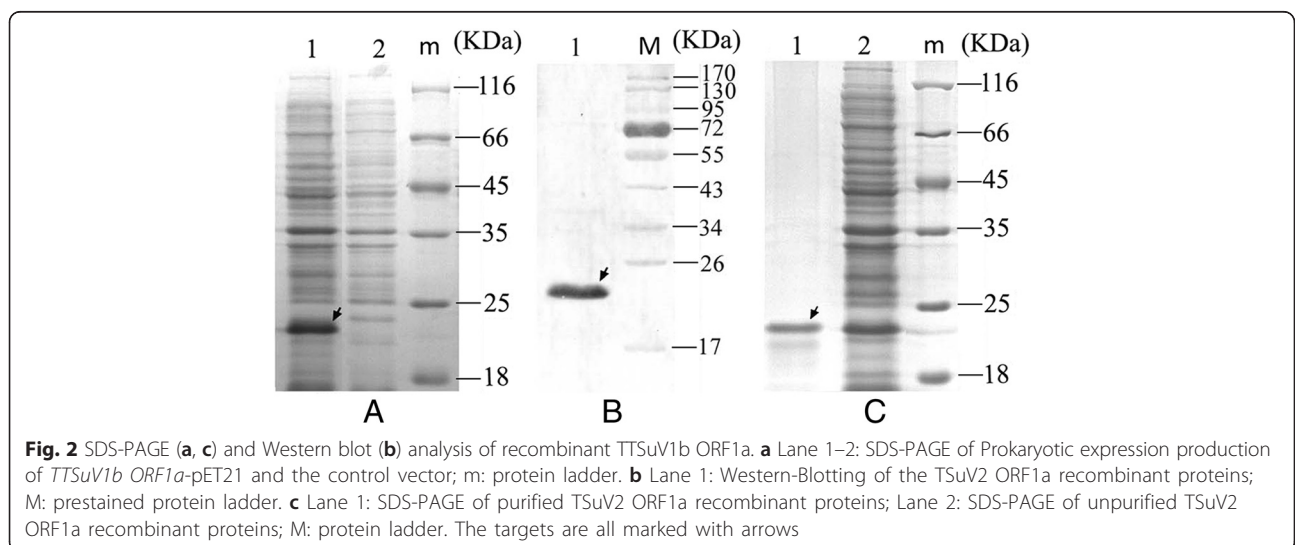 1 2 m (KDa)
116
66
45
35
25
18
A
1 M (KDa)
170
130
95
72
55
43
34
26
17
B
1 2 m (KDa)
116
66
45
35
25
18
C
Fig. 2 SDS-PAGE (a, c) and Western blot (b) analysis of recombinant TTSuV1b ORF1a. a Lane 1–2: SDS-PAGE of Prokaryotic expression production
of TTSuV1b ORF1a-pET21 and the control vector; m: protein ladder. b Lane 1: Western-Blotting of the TSuV2 ORF1a recombinant proteins;
M: prestained protein ladder. c Lane 1: SDS-PAGE of purified TSuV2 ORF1a recombinant proteins; Lane 2: SDS-PAGE of unpurified TSuV2
ORF1a recombinant proteins; M: protein ladder. The targets are all marked with arrows